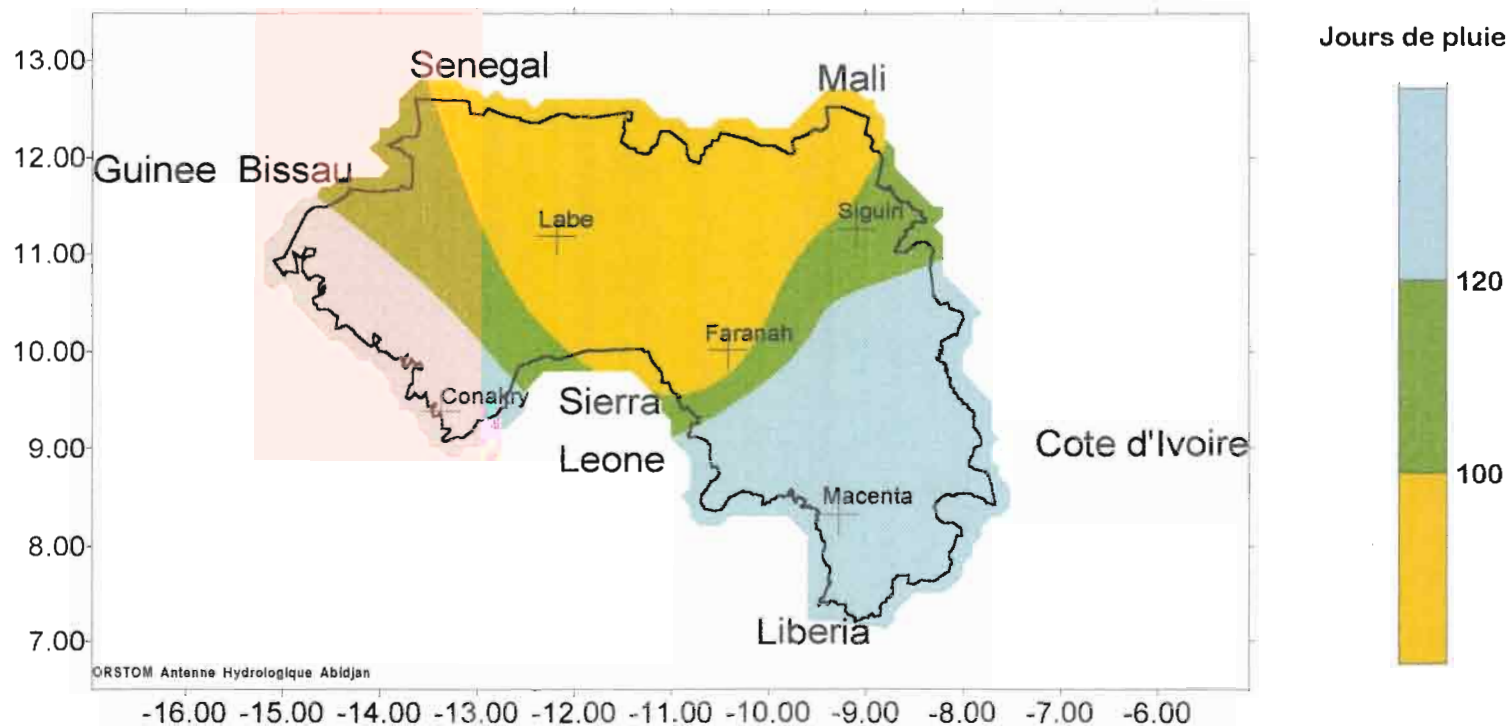 Jours de pluie
13.00
Senegal
Mali
12.00
Guinee Bissau
Labe
Siguiri
11.00
120
Faranah
10.00
Conakry
Sierra
Leone
9.00
Cote d'Ivoire
100
Macenta
8.00
7.00
Liberia
ORSTOM Antenne Hydrologique Abidjan
-16.00 -15.00 -14.00 -13.00 -12.00 -11.00 -10.00 -9.00 -8.00 -7.00 -6.00